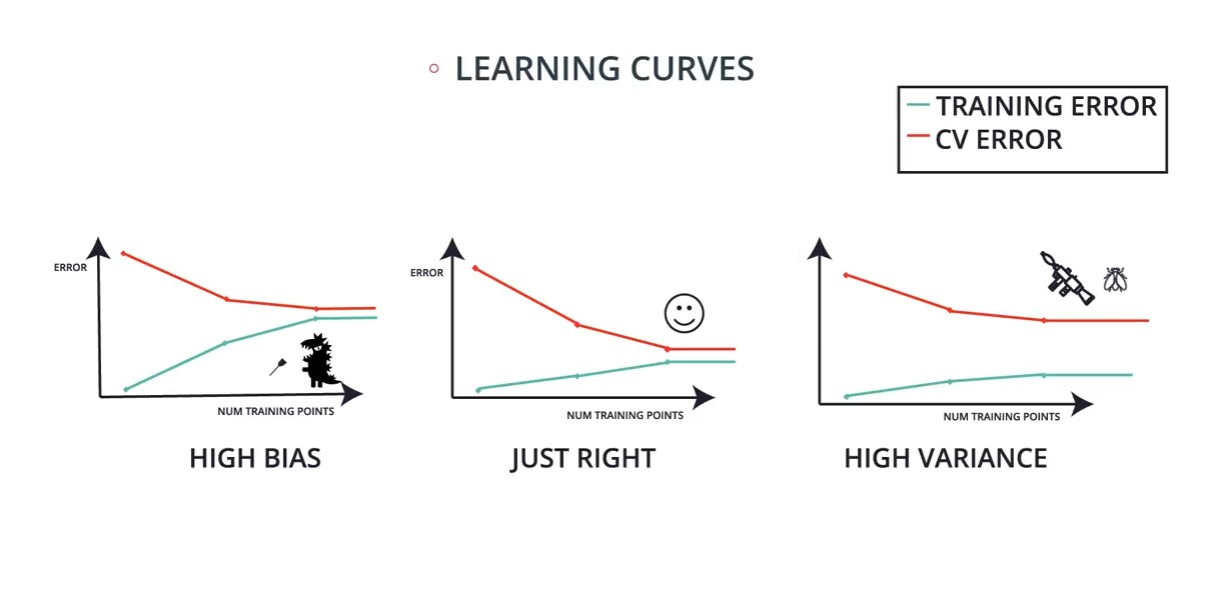 LEARNING CURVES
TRAINING ERROR
CV ERROR
ERROR
NUM TRAINING POINTS
HIGH BIAS
ERROR
NUM TRAINING POINTS
JUST RIGHT
NUM TRAINING POINTS
HIGH VARIANCE